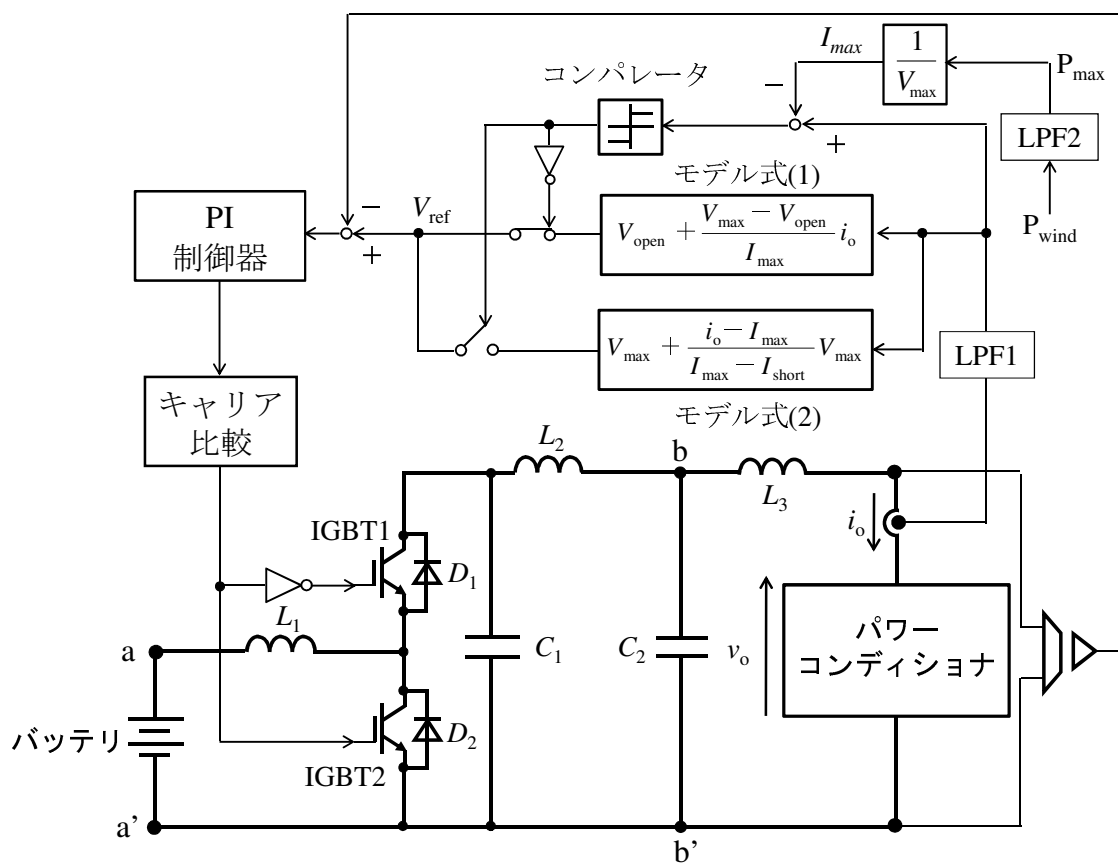 I_max
1
V_max
P_max
コンパレータ
−
+
LPF2
モデル式(1)
P_wind
PI
制御器
−
+
V_ref
V_open + (V_max − V_open) / I_max i_o
V_max + (i_o − I_max) / (I_max − I_short) V_max
LPF1
モデル式(2)
キャリア
比較
L_2
b
L_3
i_o
IGBT1
D_1
L_1
a
C_1
C_2
v_o
パワー
コンディショナ
バッテリ
D_2
IGBT2
a'
b'